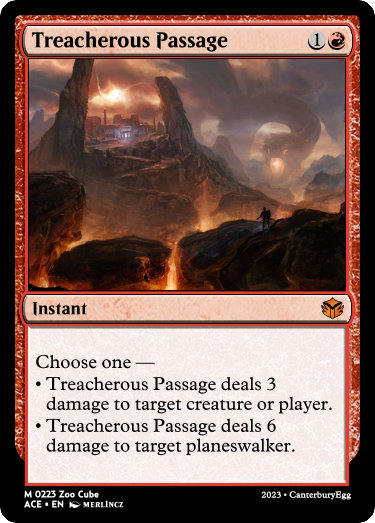 Treacherous Passage 1
Instant
Choose one —
• Treacherous Passage deals 3
damage to target creature or player.
• Treacherous Passage deals 6
damage to target planeswalker.
M 0223 Zoo Cube
ACE • EN MERLINCZ
2023 • CanterburyEgg